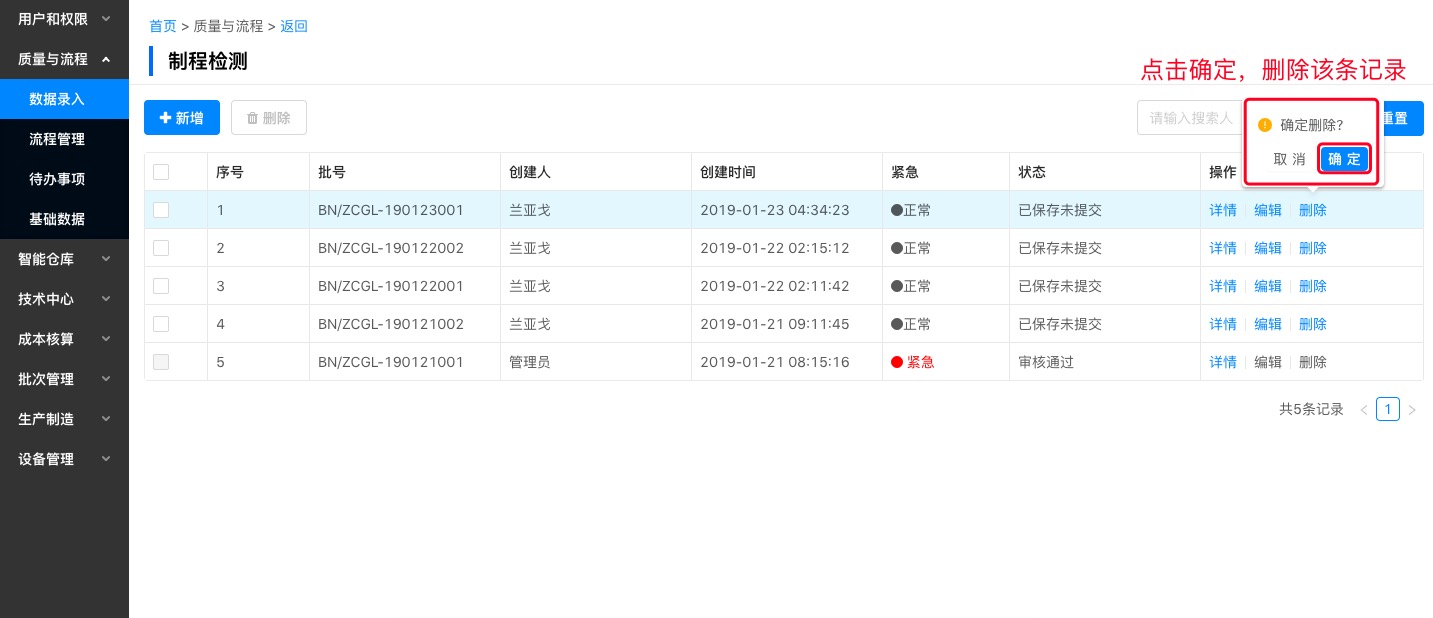 用户和权限
质量与流程
数据录入
流程管理
待办事项
基础数据
智能仓库
技术中心
成本核算
批次管理
生产制造
设备管理
首页 > 质量与流程 > 返回
制程检测
点击确定，删除该条记录
新增 删除 请输入搜索人 重置
确定删除?
取 消 确 定
序号 批号 创建人 创建时间 紧急 状态 操作
1 BN/ZCGL-190123001 兰亚戈 2019-01-23 04:34:23 正常 已保存未提交 详情 编辑 删除
2 BN/ZCGL-190122002 兰亚戈 2019-01-22 02:15:12 正常 已保存未提交 详情 编辑 删除
3 BN/ZCGL-190122001 兰亚戈 2019-01-22 02:11:42 正常 已保存未提交 详情 编辑 删除
4 BN/ZCGL-190121002 兰亚戈 2019-01-21 09:11:45 正常 已保存未提交 详情 编辑 删除
5 BN/ZCGL-190121001 管理员 2019-01-21 08:15:16 紧急 审核通过 详情 编辑 删除
共5条记录 < 1 >